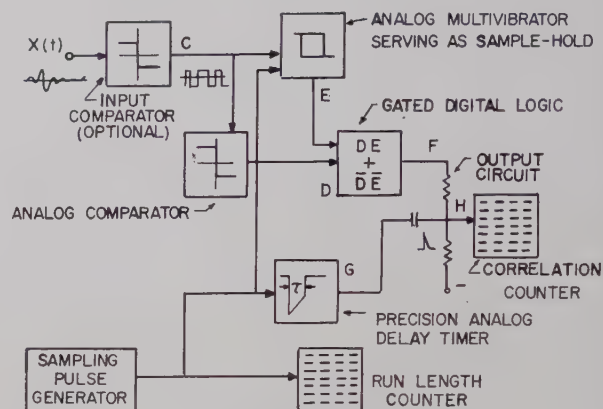 ANALOG MULTIVIBRATOR
SERVING AS SAMPLE-HOLD
X(t)
C
INPUT
COMPARATOR
(OPTIONAL)
E
GATED DIGITAL LOGIC
D E
+
D̄ Ē
F
D
OUTPUT
CIRCUIT
ANALOG COMPARATOR
H
G
τ
CORRELATION
COUNTER
PRECISION ANALOG
DELAY TIMER
SAMPLING
PULSE
GENERATOR
RUN LENGTH
COUNTER